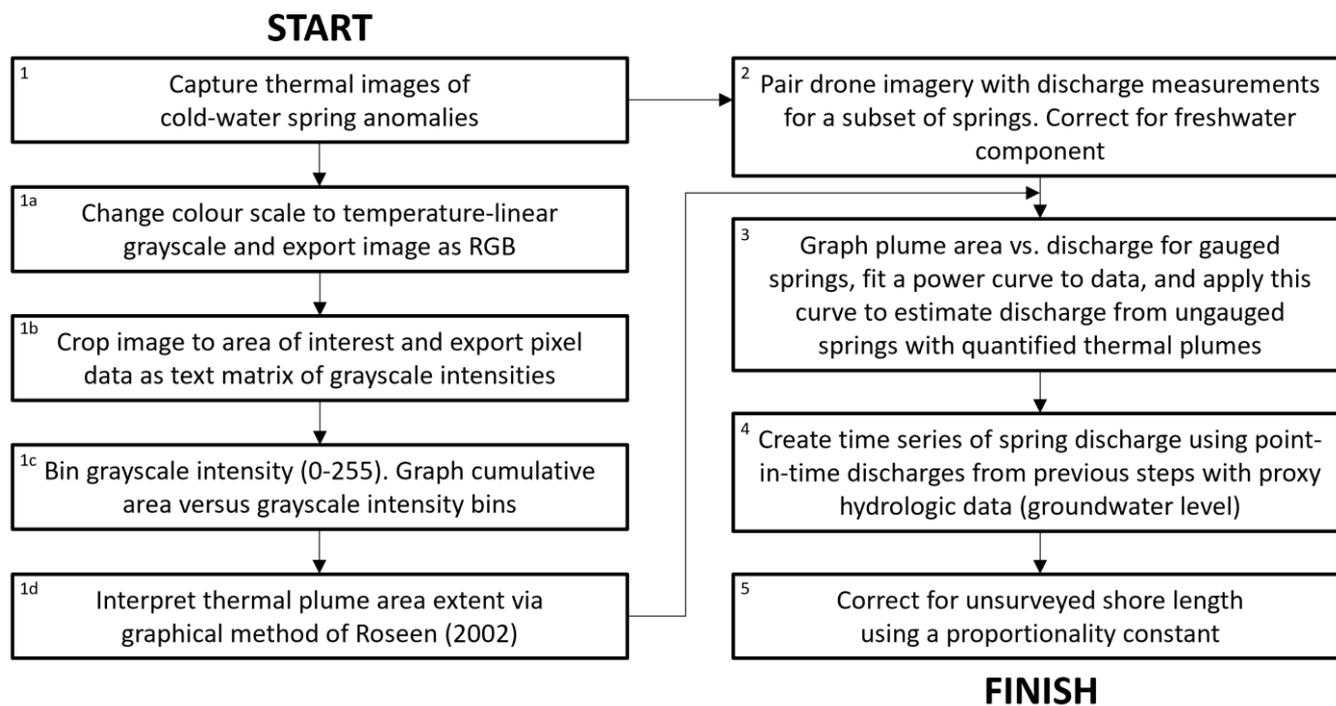 START
1
Capture thermal images of
cold-water spring anomalies
1a
Change colour scale to temperature-linear
grayscale and export image as RGB
1b
Crop image to area of interest and export pixel
data as text matrix of grayscale intensities
1c
Bin grayscale intensity (0-255). Graph cumulative
area versus grayscale intensity bins
1d
Interpret thermal plume area extent via
graphical method of Roseen (2002)
2
Pair drone imagery with discharge measurements
for a subset of springs. Correct for freshwater
component
3
Graph plume area vs. discharge for gauged
springs, fit a power curve to data, and apply this
curve to estimate discharge from ungauged
springs with quantified thermal plumes
4
Create time series of spring discharge using point-
in-time discharges from previous steps with proxy
hydrologic data (groundwater level)
5
Correct for unsurveyed shore length
using a proportionality constant
FINISH